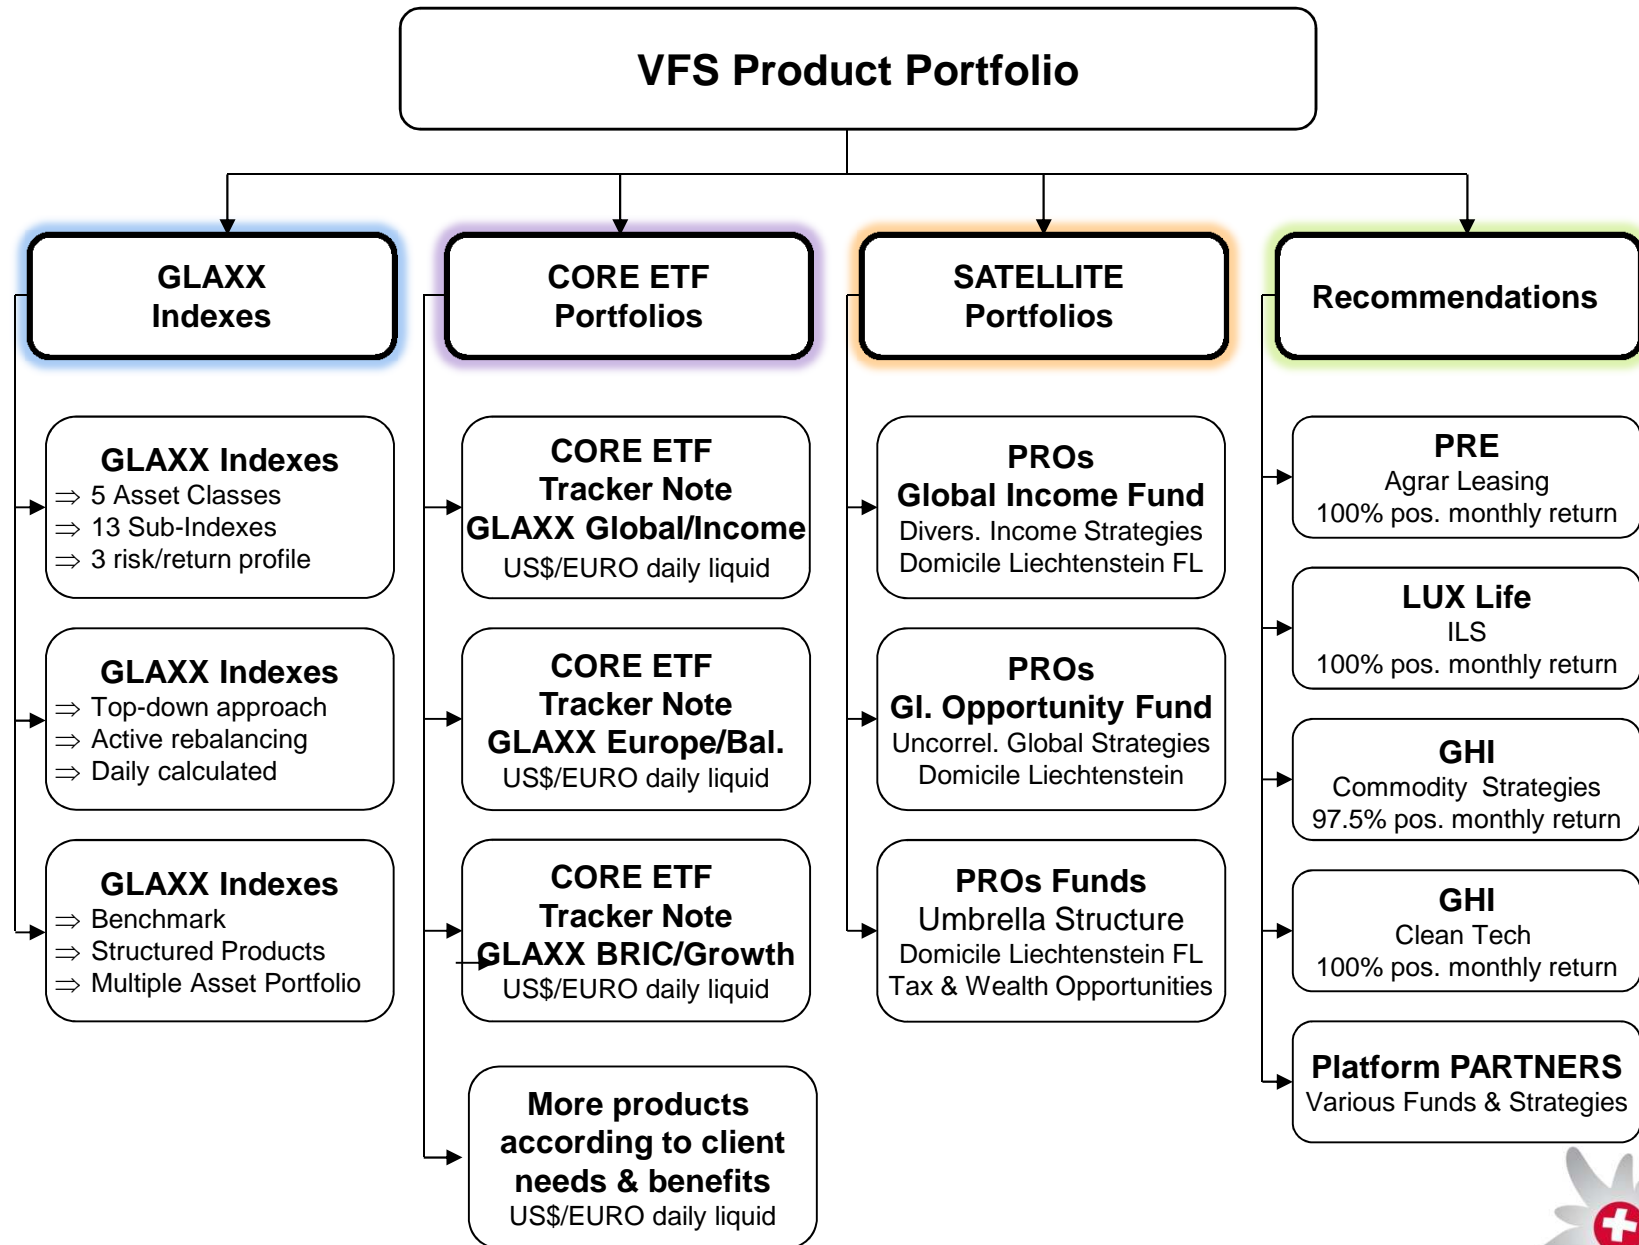 VFS Product Portfolio
GLAXX
Indexes
GLAXX Indexes
⇒ 5 Asset Classes
⇒ 13 Sub-Indexes
⇒ 3 risk/return profile
GLAXX Indexes
⇒ Top-down approach
⇒ Active rebalancing
⇒ Daily calculated
GLAXX Indexes
⇒ Benchmark
⇒ Structured Products
⇒ Multiple Asset Portfolio
CORE ETF
Portfolios
CORE ETF
Tracker Note
GLAXX Global/Income
US$/EURO daily liquid
CORE ETF
Tracker Note
GLAXX Europe/Bal.
US$/EURO daily liquid
CORE ETF
Tracker Note
GLAXX BRIC/Growth
US$/EURO daily liquid
More products
according to client
needs & benefits
US$/EURO daily liquid
SATELLITE
Portfolios
PROs
Global Income Fund
Divers. Income Strategies
Domicile Liechtenstein FL
PROs
Gl. Opportunity Fund
Uncorrel. Global Strategies
Domicile Liechtenstein
PROs Funds
Umbrella Structure
Domicile Liechtenstein FL
Tax & Wealth Opportunities
Recommendations
PRE
Agrar Leasing
100% pos. monthly return
LUX Life
ILS
100% pos. monthly return
GHI
Commodity Strategies
97.5% pos. monthly return
GHI
Clean Tech
100% pos. monthly return
Platform PARTNERS
Various Funds & Strategies